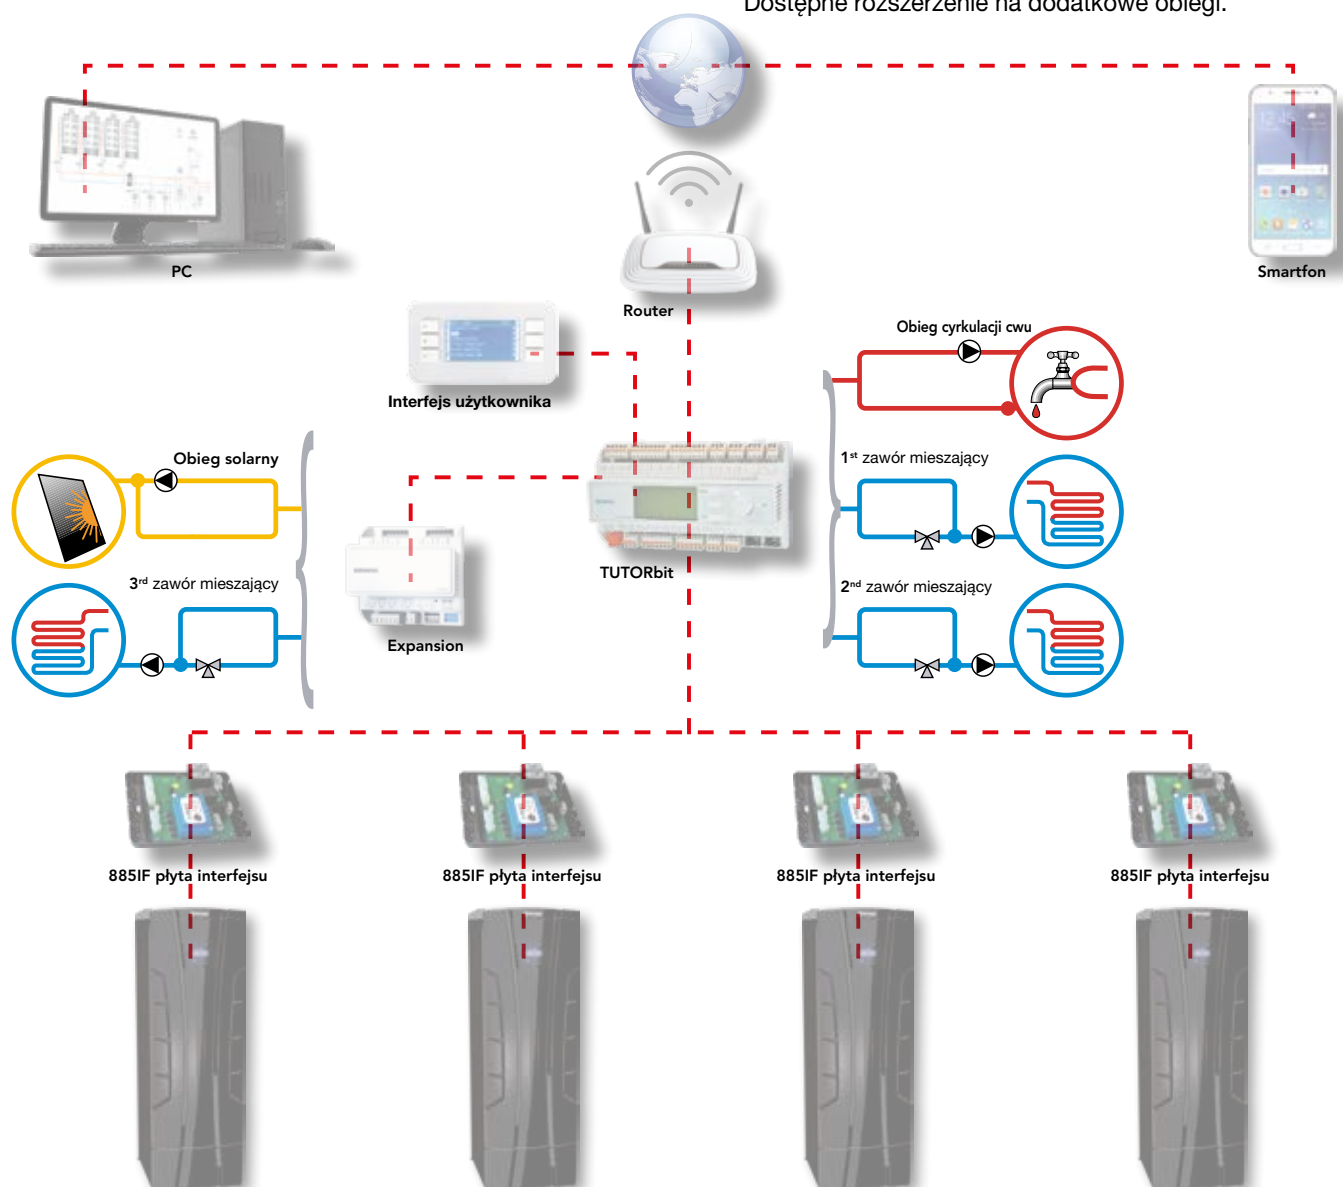 Dostępne rozszerzenie na dodatkowe obiegi.
PC
Smartfon
Router
Obieg cyrkulacji cwu
Interfejs użytkownika
Obieg solarny
1st zawór mieszający
TUTORbit
3rd zawór mieszający
2nd zawór mieszający
Expansion
885IF płyta interfejsu
885IF płyta interfejsu
885IF płyta interfejsu
885IF płyta interfejsu